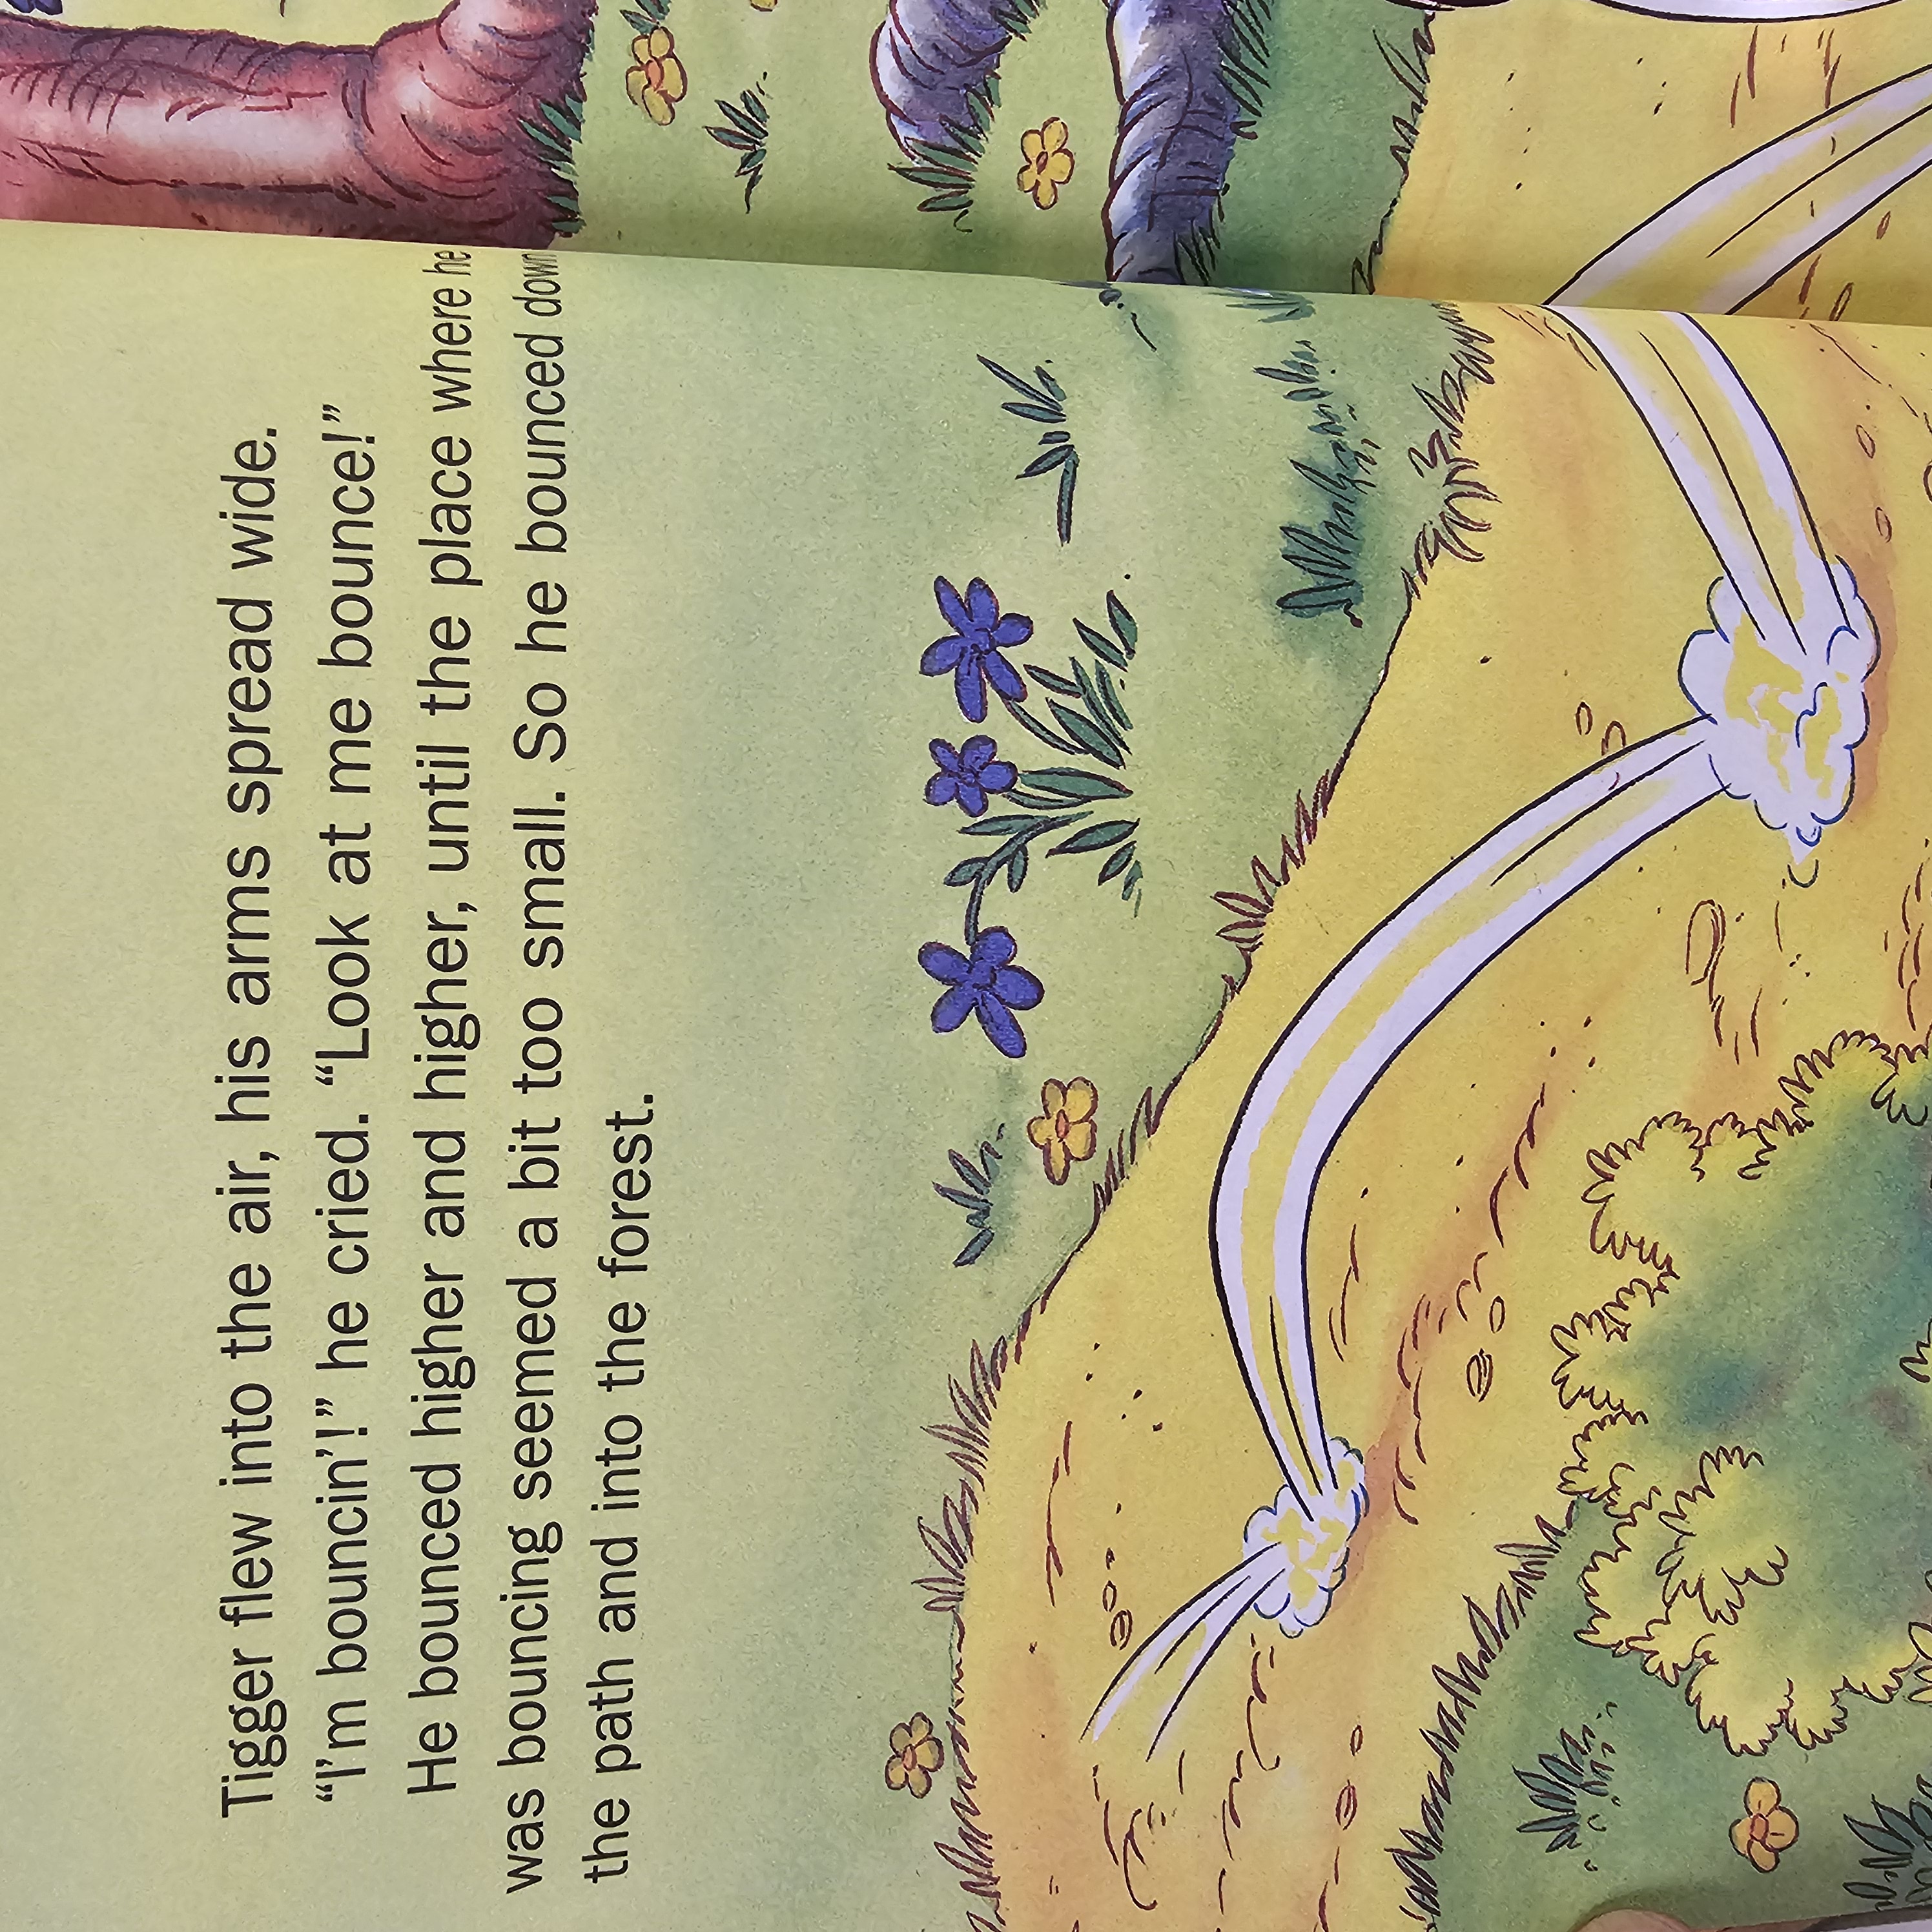 Tigger flew into the air, his arms spread wide.
“I’m bouncin’!” he cried. “Look at me bounce!”
He bounced higher and higher, until the place where he
was bouncing seemed a bit too small. So he bounced down
the path and into the forest.